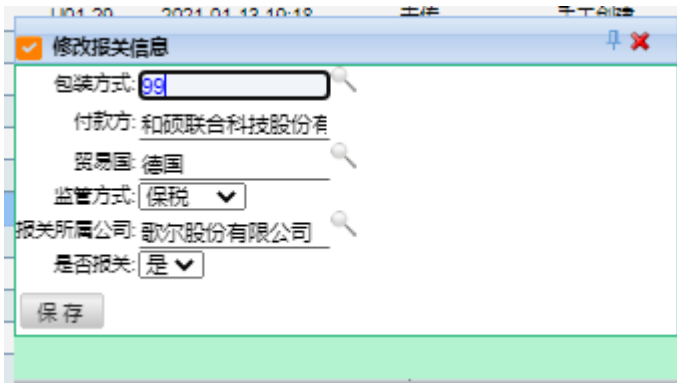 修改报关信息
包装方式: 99
付款方: 和硕联合科技股份有
贸易国: 德国
监管方式: 保税
报关所属公司: 歌尔股份有限公司
是否报关: 是
保存